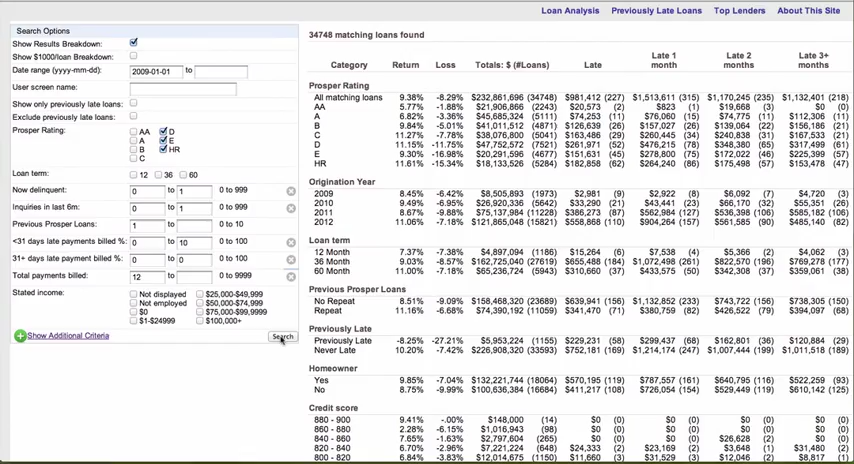 Loan Analysis Previously Late Loans Top Lenders About This Site
Search Options
Show Results Breakdown:
Show $1000/loan Breakdown:
Date range (yyyy-mm-dd): 2009-01-01 to
User screen name:
Show only previously late loans:
Exclude previously late loans:
Prosper Rating: AA D
A E
B HR
C
Loan term: 12 36 60
Now delinquent: 0 to 1 0 to 999
Inquiries in last 6m: 0 to 1 0 to 999
Previous Prosper Loans: 1 to 0 to 10
<31 days late payments billed %: 0 to 10 0 to 100
31+ days late payment billed %: 0 to 0 0 to 100
Total payments billed: 12 to 0 to 9999
Stated income: Not displayed $25,000-$49,999
Not employed $50,000-$74,999
$0 $75,000-$99,9999
$1-$24999 $100,000+
Show Additional Criteria Search
34748 matching loans found
Category Return Loss Totals: $ (#Loans) Late Late 1 month Late 2 months Late 3+ months
Prosper Rating
All matching loans 9.38% -8.29% $232,861,696 (34748) $981,412 (227) $1,513,611 (315) $1,170,245 (235) $1,132,401 (218)
AA 5.77% -1.88% $21,906,866 (2243) $20,573 (2) $823 (1) $19,668 (3) $0 (0)
A 6.82% -3.36% $45,685,324 (5111) $74,253 (11) $76,060 (15) $74,775 (11) $112,306 (11)
B 9.84% -5.01% $41,011,512 (4871) $126,639 (26) $157,027 (26) $139,064 (22) $156,186 (21)
C 11.27% -7.78% $38,076,800 (5041) $163,486 (29) $260,445 (34) $240,838 (31) $167,533 (21)
D 11.15% -11.75% $47,752,572 (7521) $261,971 (52) $476,215 (78) $348,380 (65) $317,499 (61)
E 9.30% -16.98% $20,291,596 (4677) $151,631 (45) $278,800 (75) $172,022 (46) $225,399 (57)
HR 11.61% -15.34% $18,133,526 (5284) $182,858 (62) $264,240 (86) $175,498 (57) $153,478 (47)
Origination Year
2009 8.45% -6.42% $8,505,893 (1973) $2,981 (9) $2,922 (8) $6,092 (7) $4,720 (3)
2010 9.49% -6.95% $26,920,336 (5642) $33,290 (21) $43,441 (23) $66,170 (32) $55,351 (26)
2011 8.67% -9.88% $75,137,984 (11228) $386,273 (87) $562,984 (127) $536,398 (106) $585,182 (106)
2012 11.06% -7.18% $121,865,048 (15821) $558,868 (110) $904,264 (157) $561,585 (90) $485,140 (82)
Loan term
12 Month 7.37% -7.38% $4,897,094 (1186) $15,264 (6) $7,538 (4) $5,366 (2) $4,062 (3)
36 Month 9.03% -8.57% $162,725,040 (27619) $655,488 (184) $1,072,498 (261) $822,570 (196) $769,278 (177)
60 Month 11.00% -7.18% $65,236,724 (5943) $310,660 (37) $433,575 (50) $342,308 (37) $359,061 (38)
Previous Prosper Loans
No Repeat 8.51% -9.09% $158,468,320 (23689) $639,941 (156) $1,132,852 (233) $743,722 (156) $738,305 (150)
Repeat 11.16% -6.68% $74,390,192 (11059) $341,470 (71) $380,759 (82) $426,522 (79) $394,097 (68)
Previously Late
Previously Late -8.25% -27.21% $5,953,224 (1155) $229,231 (58) $299,437 (68) $162,801 (36) $120,884 (29)
Never Late 10.20% -7.42% $226,908,320 (33593) $752,181 (169) $1,214,174 (247) $1,007,444 (199) $1,011,518 (189)
Homeowner
Yes 9.85% -7.04% $132,221,744 (18064) $570,195 (119) $787,557 (161) $640,795 (116) $522,259 (93)
No 8.75% -9.99% $100,636,384 (16684) $411,217 (108) $726,054 (154) $529,449 (119) $610,142 (125)
Credit score
880 - 900 9.41% -.00% $148,000 (14) $0 (0) $0 (0) $0 (0) $0 (0)
860 - 880 2.28% -6.15% $1,016,943 (98) $0 (0) $0 (0) $0 (0) $0 (0)
840 - 860 7.65% -1.63% $2,797,604 (265) $0 (0) $0 (0) $26,628 (2) $0 (0)
820 - 840 6.70% -2.96% $7,221,224 (648) $24,333 (2) $23,169 (2) $3,648 (1) $31,480 (2)
800 - 820 6.84% -3.83% $12,014,675 (1150) $11,660 (3) $31,529 (3) $12,046 (2) $8,817 (1)